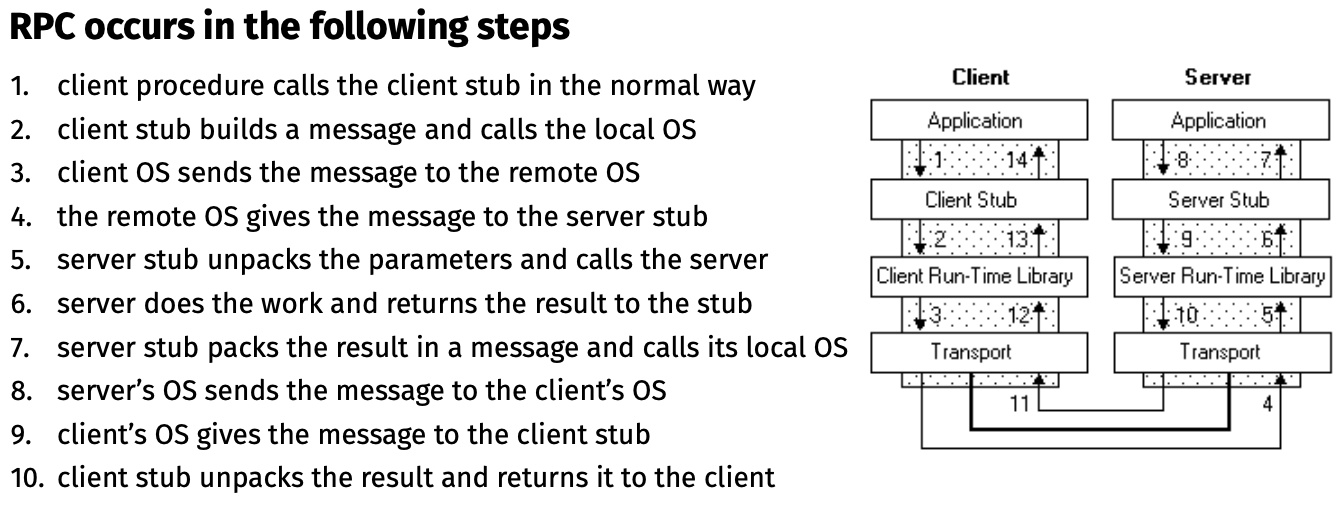 RPC occurs in the following steps
1. client procedure calls the client stub in the normal way
2. client stub builds a message and calls the local OS
3. client OS sends the message to the remote OS
4. the remote OS gives the message to the server stub
5. server stub unpacks the parameters and calls the server
6. server does the work and returns the result to the stub
7. server stub packs the result in a message and calls its local OS
8. server’s OS sends the message to the client’s OS
9. client’s OS gives the message to the client stub
10. client stub unpacks the result and returns it to the client
Client Server
Application Application
1 14 8 7
Client Stub Server Stub
2 13 9 6
Client Run-Time Library Server Run-Time Library
3 12 10 5
Transport Transport
11 4